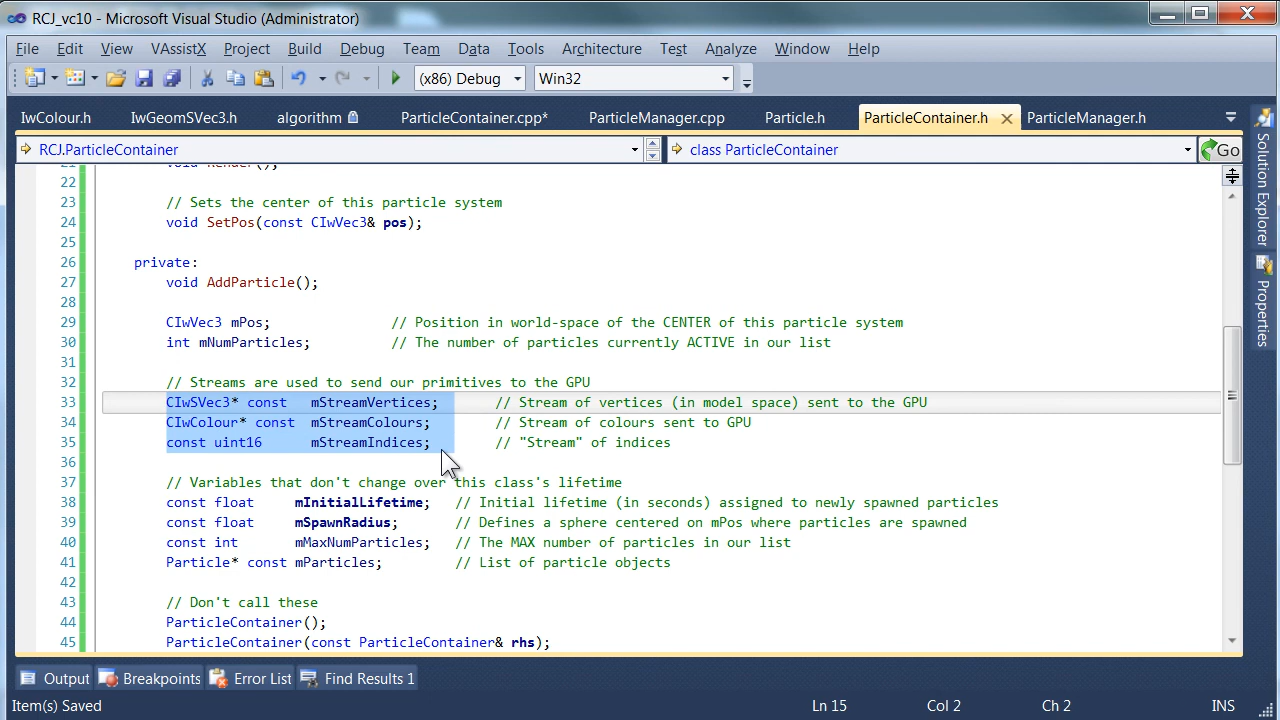 RCJ_vc10 - Microsoft Visual Studio (Administrator)
File Edit View VAssistX Project Build Debug Team Data Tools Architecture Test Analyze Window Help
(x86) Debug Win32
IwColour.h IwGeomSVec3.h algorithm ParticleContainer.cpp* ParticleManager.cpp Particle.h ParticleContainer.h ParticleManager.h
RCJ.ParticleContainer class ParticleContainer Go
21 void Render();
22
23 // Sets the center of this particle system
24 void SetPos(const CIwVec3& pos);
25
26 private:
27 void AddParticle();
28
29 CIwVec3 mPos; // Position in world-space of the CENTER of this particle system
30 int mNumParticles; // The number of particles currently ACTIVE in our list
31
32 // Streams are used to send our primitives to the GPU
33 CIwSVec3* const mStreamVertices; // Stream of vertices (in model space) sent to the GPU
34 CIwColour* const mStreamColours; // Stream of colours sent to GPU
35 const uint16 mStreamIndices; // "Stream" of indices
36
37 // Variables that don't change over this class's lifetime
38 const float mInitialLifetime; // Initial lifetime (in seconds) assigned to newly spawned particles
39 const float mSpawnRadius; // Defines a sphere centered on mPos where particles are spawned
40 const int mMaxNumParticles; // The MAX number of particles in our list
41 Particle* const mParticles; // List of particle objects
42
43 // Don't call these
44 ParticleContainer();
45 ParticleContainer(const ParticleContainer& rhs);
Solution Explorer
Properties
Output Breakpoints Error List Find Results 1
Item(s) Saved Ln 15 Col 2 Ch 2 INS